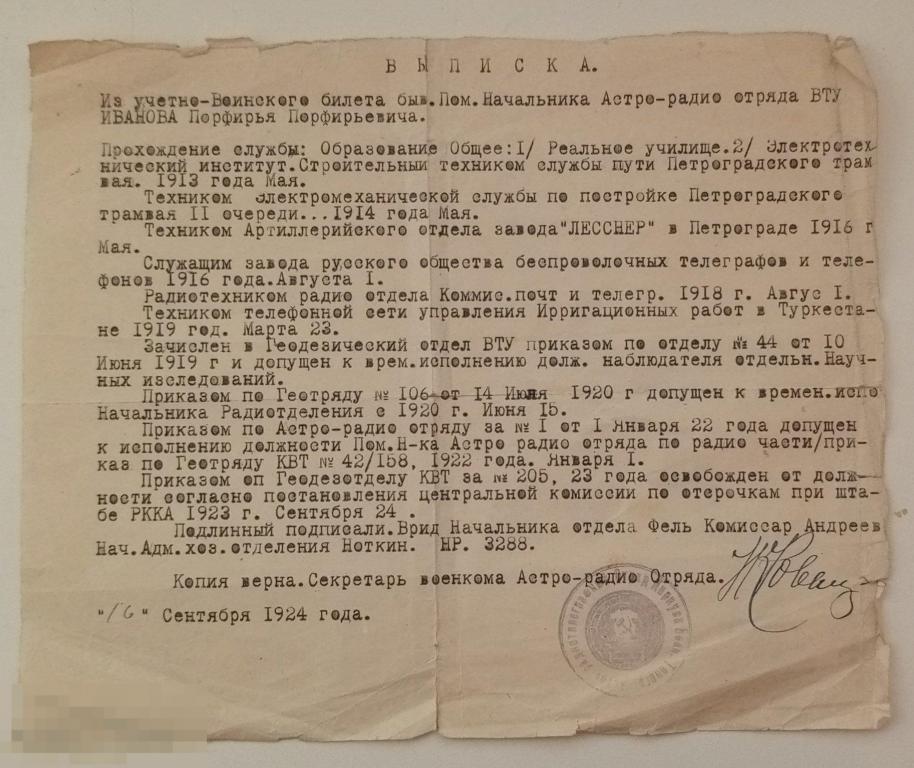 В Ы П И С К А.
Из учетно-Воинского билета быв.Пом.Начальника Астро-радио отряда ВТУ
ИВАНОВА Порфирья Порфирьевича.
Прохождение службы: Образование Общее:I/ Реальное училище.2/ Электротех
нический институт.Строительный техником службы пути Петроградского трам
вая. 1913 года Мая.
Техником Электромеханической службы по постройке Петроградского
трамвая II очереди...1914 года Мая.
Техником Артиллерийского отдела завода"ЛЕССНЕР" в Петрограде 1916 г
Мая.
Служащим завода русского общества беспроволочных телеграфов и теле-
фонов 1916 года.Августа I.
Радиотехником радио отдела Коммис.почт и телегр. 1918 г. Авгус I.
Техником телефонной сети управления Ирригационных работ в Туркеста-
не 1919 год. Марта 23.
Зачислен в Геодезический отдел ВТУ приказом по отделу № 44 от 10
Июня 1919 г и допущен к врем.исполнению долж. наблюдателя отдельн.Науч-
ных изследований.
Приказом по Геотряду № 106 от 14 Июня 1920 г допущен к времен.испо
Начальника Радиотделения с 1920 г. Июня 15.
Приказом по Астро-радио отряду за № I от I Января 22 года допущен
к исполнению должности Пом.Н-ка Астро радио отряда по радио части/при-
каз по Геотряду КВТ № 42/158, 1922 года. Января I.
Приказом оп Геодезотделу КВТ за № 205, 23 года освобожден от долж-
ности согласно постановления центральной комиссии по отсрочкам при шта-
бе РККА 1923 г. Сентября 24 .
Подлинный подписали.Врид Начальника отдела Фель Комиссар Андреев
Нач.Адм.хоз.отделения Ноткин. НР. 3288.
Копия верна.Секретарь военкома Астро-радио Отряда.
"16" Сентября 1924 года.